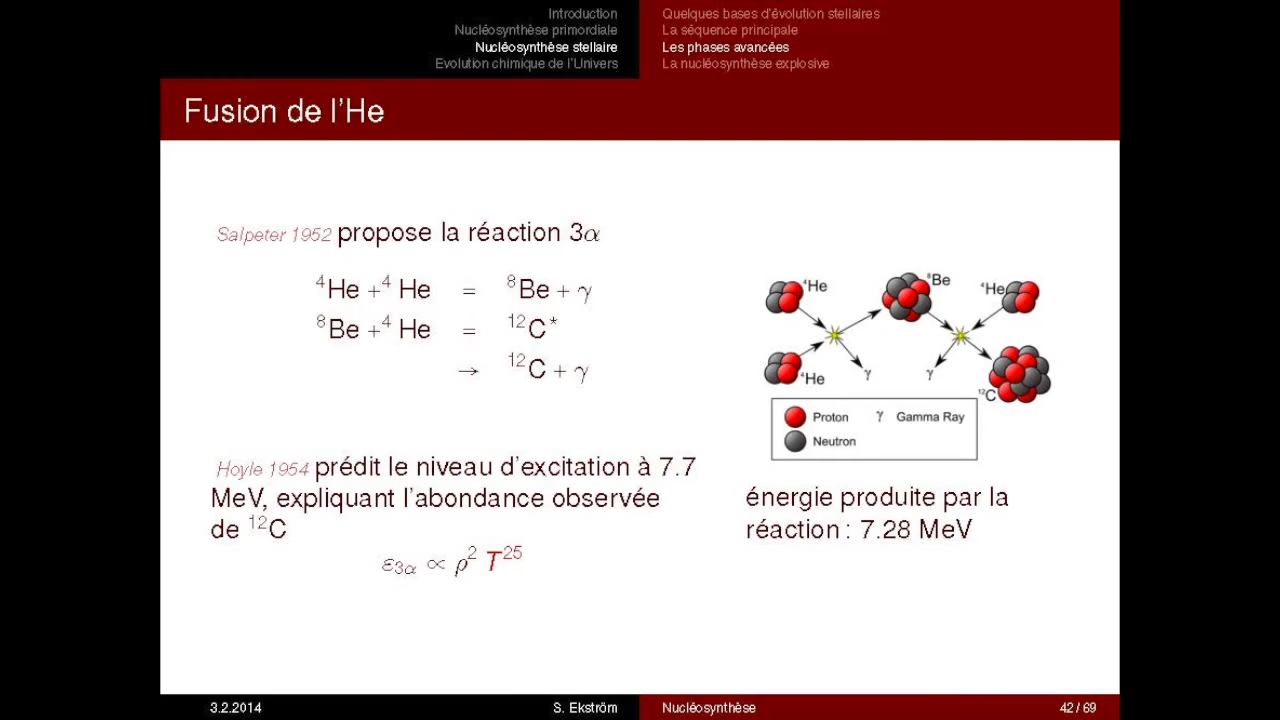 Introduction
Nucléosynthèse primordiale
Nucléosynthèse stellaire
Evolution chimique de l'Univers
Quelques bases d'évolution stellaires
La séquence principale
Les phases avancées
La nucléosynthèse explosive
Fusion de l'He
Salpeter 1952 propose la réaction 3α
⁴He +⁴ He = ⁸Be + γ
⁸Be +⁴ He = ¹²C*
→ ¹²C + γ
Hoyle 1954 prédit le niveau d'excitation à 7.7
MeV, expliquant l'abondance observée
de ¹²C
ε₃α ∝ ρ² T²⁵
⁴He
⁸Be
⁴He
⁴He
γ
γ
¹²C
Proton
γ Gamma Ray
Neutron
énergie produite par la
réaction : 7.28 MeV
3.2.2014
S. Ekström
Nucléosynthèse
42 / 69